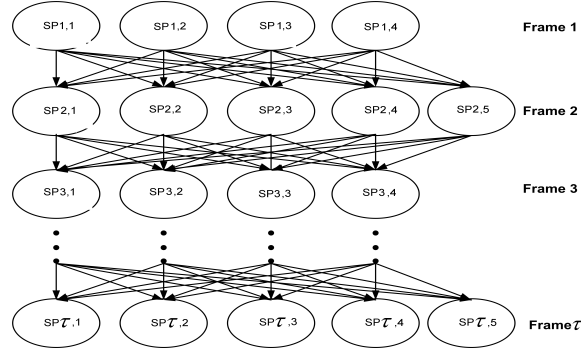 SP1,1 SP1,2 SP1,3 SP1,4 Frame 1
SP2,1 SP2,2 SP2,3 SP2,4 SP2,5 Frame 2
SP3,1 SP3,2 SP3,3 SP3,4 Frame 3
SPτ,1 SPτ,2 SPτ,3 SPτ,4 SPτ,5 Frameτ